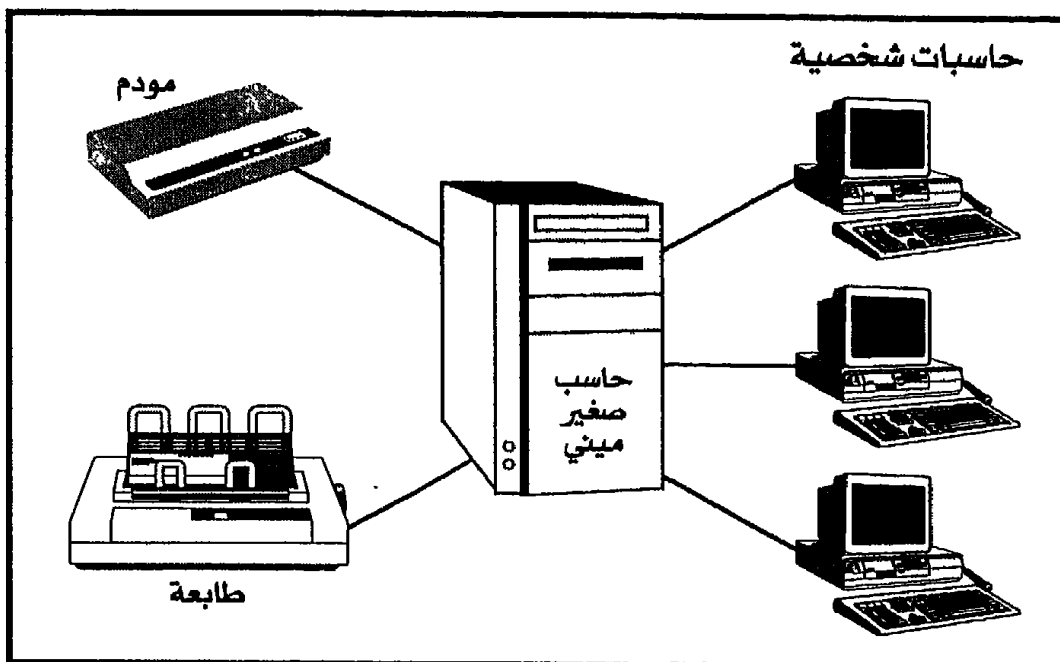 حاسبات شخصية
مودم
حاسب
صغير
ميني
طابعة